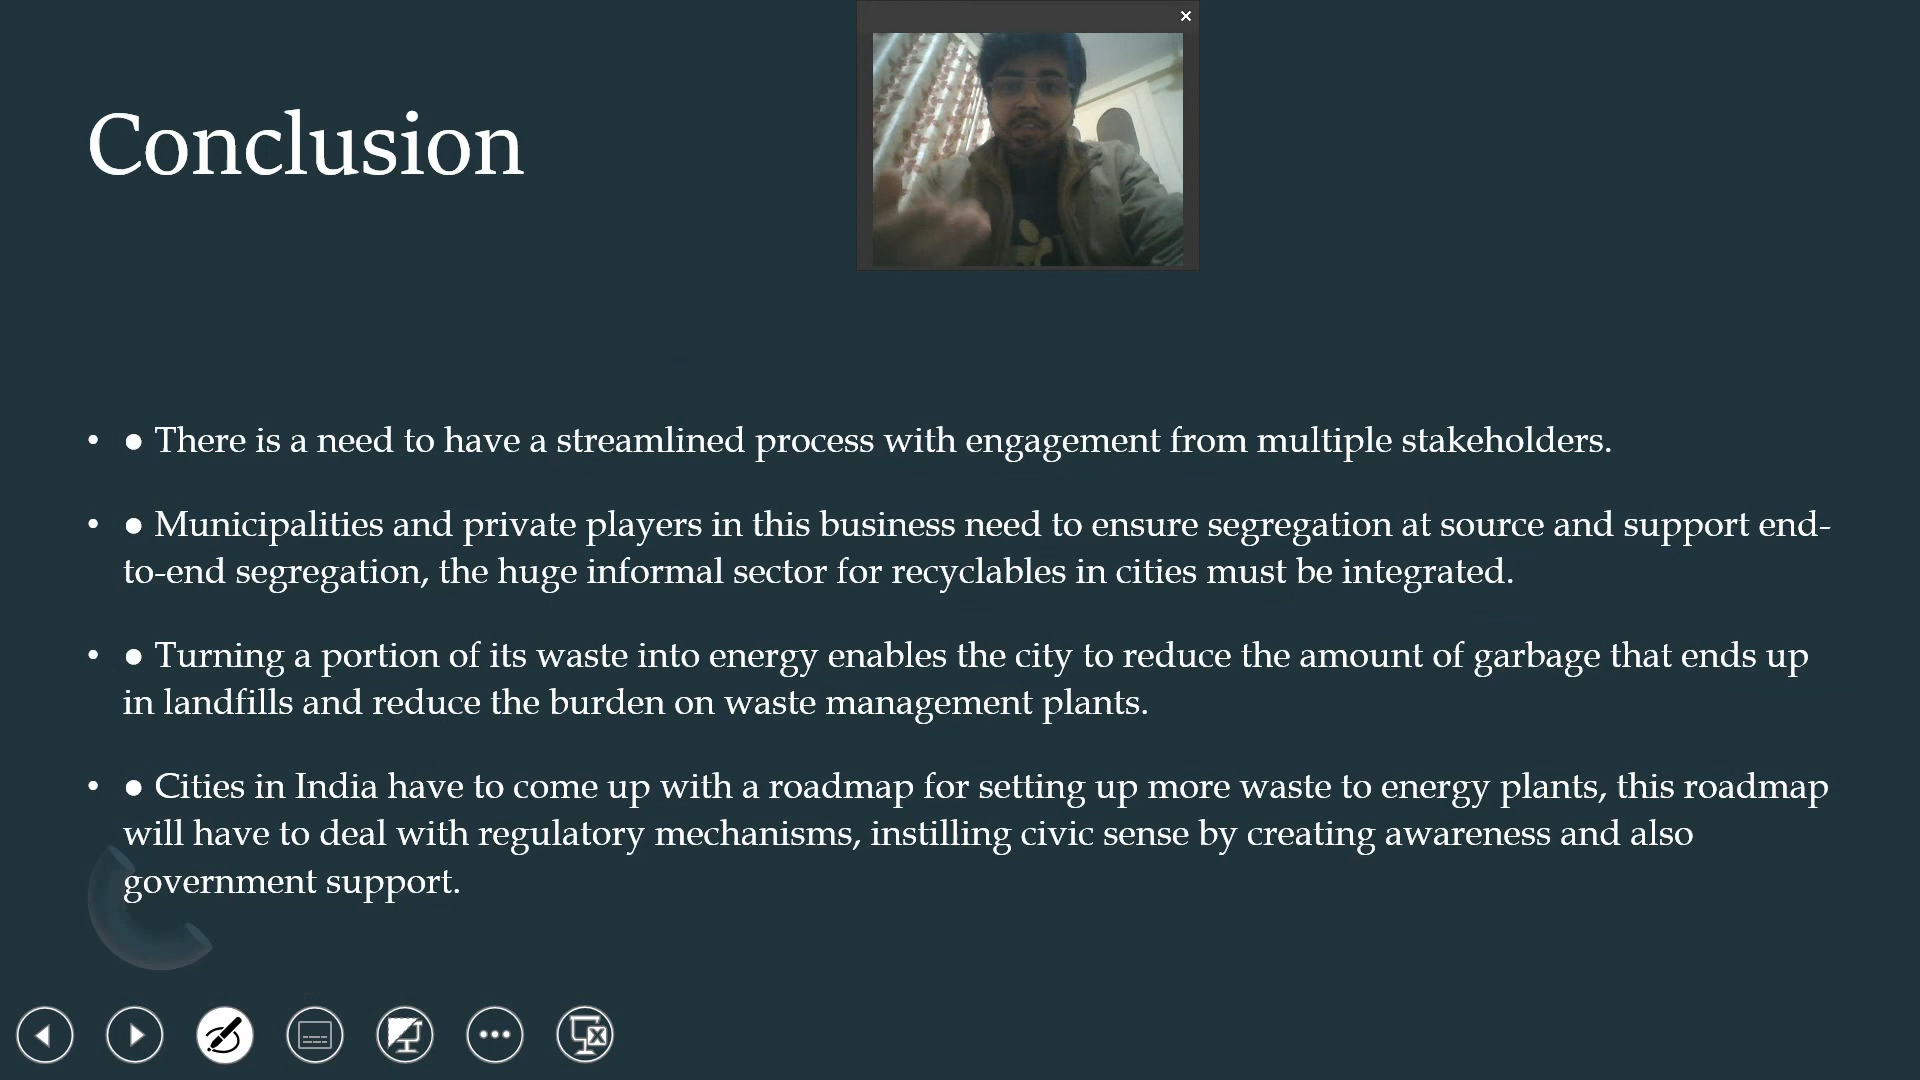 Conclusion
• ● There is a need to have a streamlined process with engagement from multiple stakeholders.
• ● Municipalities and private players in this business need to ensure segregation at source and support end-
to-end segregation, the huge informal sector for recyclables in cities must be integrated.
• ● Turning a portion of its waste into energy enables the city to reduce the amount of garbage that ends up
in landfills and reduce the burden on waste management plants.
• ● Cities in India have to come up with a roadmap for setting up more waste to energy plants, this roadmap
will have to deal with regulatory mechanisms, instilling civic sense by creating awareness and also
government support.